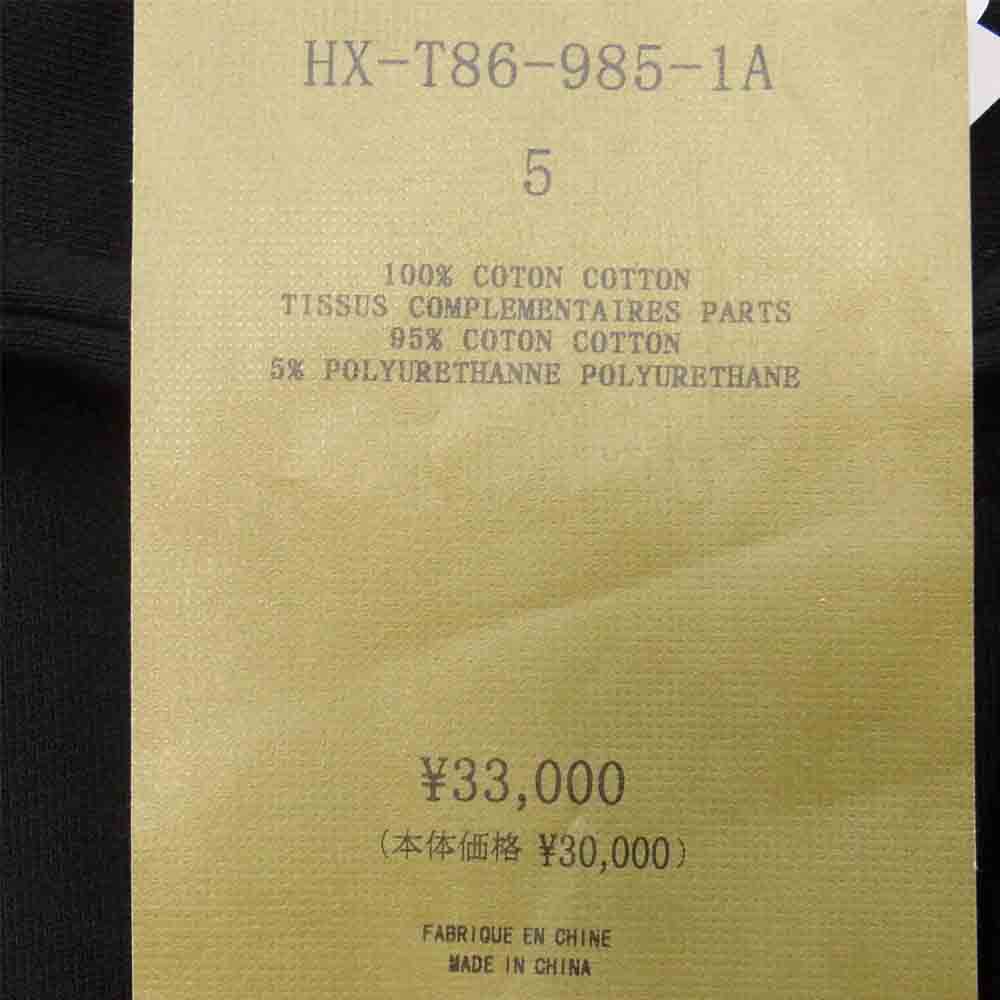 HX-T86-985-1A
5
100% COTON COTTON
TISSUS COMPLEMENTAIRES PARTS
95% COTON COTTON
5% POLYURETHANNE POLYURETHANE
¥33,000
(本体価格 ¥30,000)
FABRIQUE EN CHINE
MADE IN CHINA